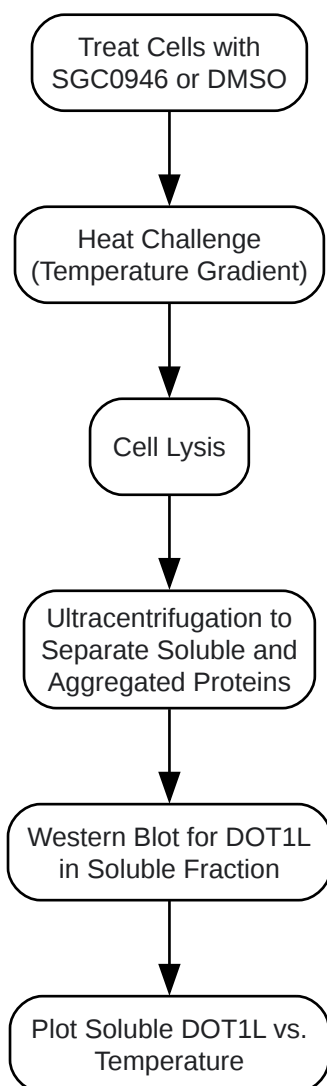 Treat Cells with
SGC0946 or DMSO
Heat Challenge
(Temperature Gradient)
Cell Lysis
Ultracentrifugation to
Separate Soluble and
Aggregated Proteins
Western Blot for DOT1L
in Soluble Fraction
Plot Soluble DOT1L vs.
Temperature